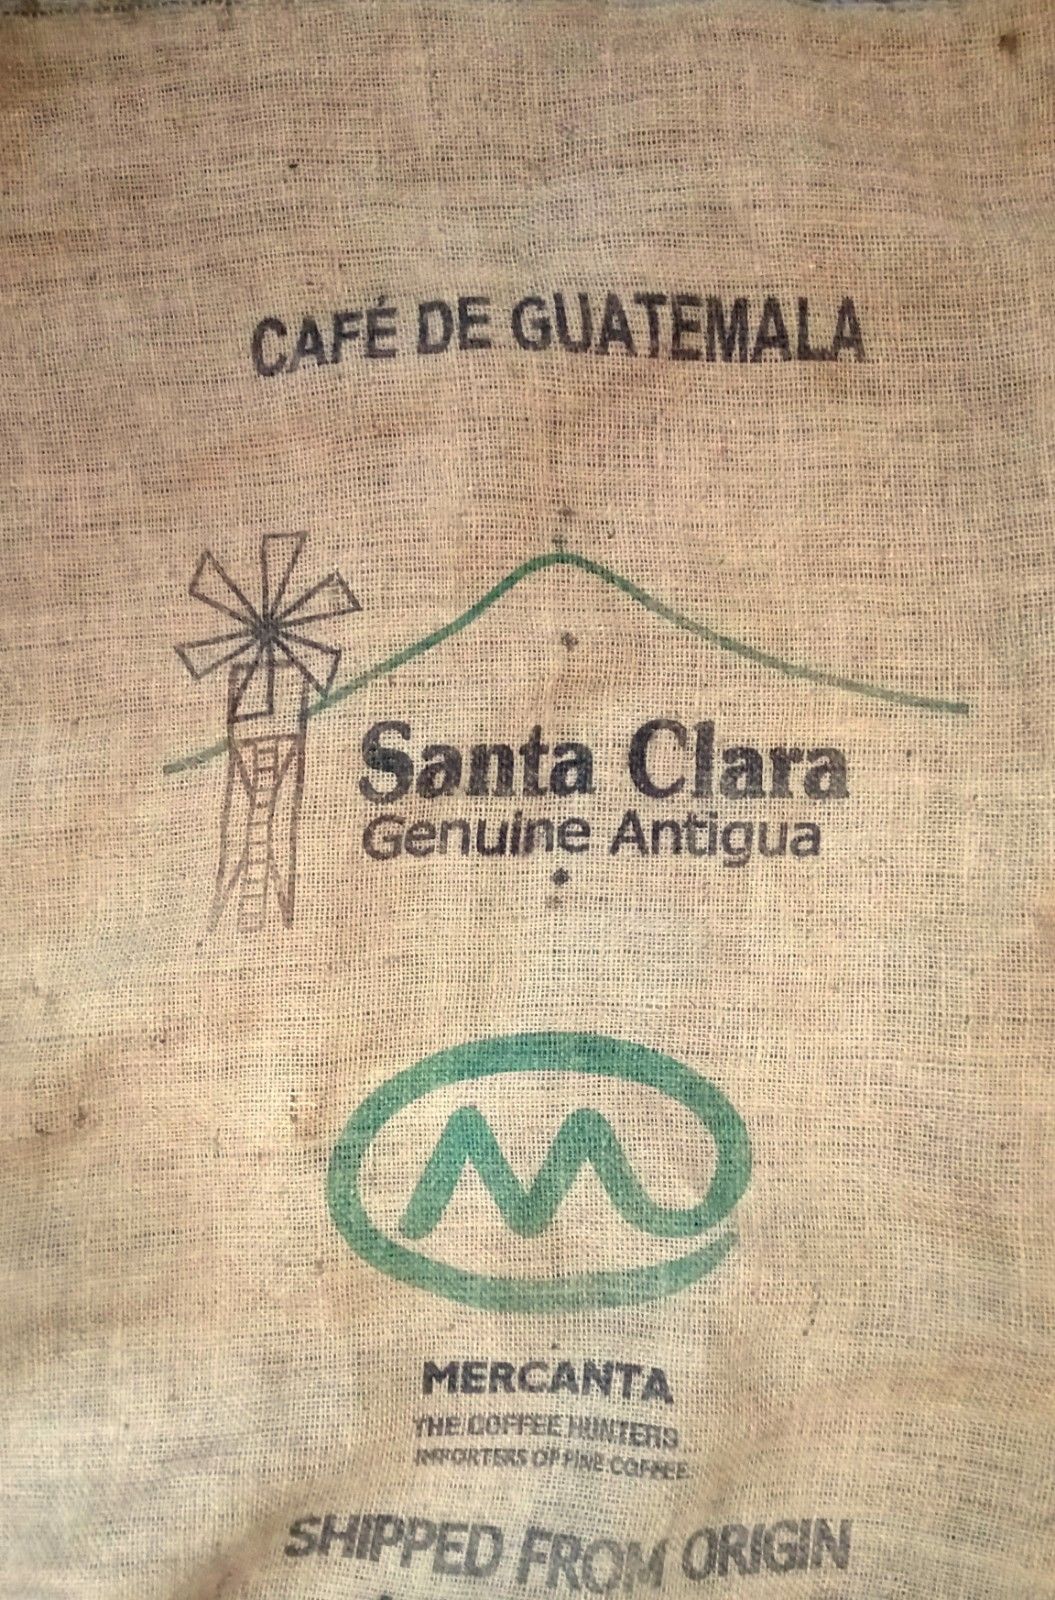 CAFÉ DE GUATEMALA
Santa Clara
Genuine Antigua
M
MERCANTA
THE COFFEE HUNTERS
IMPORTERS OF FINE COFFEE
SHIPPED FROM ORIGIN